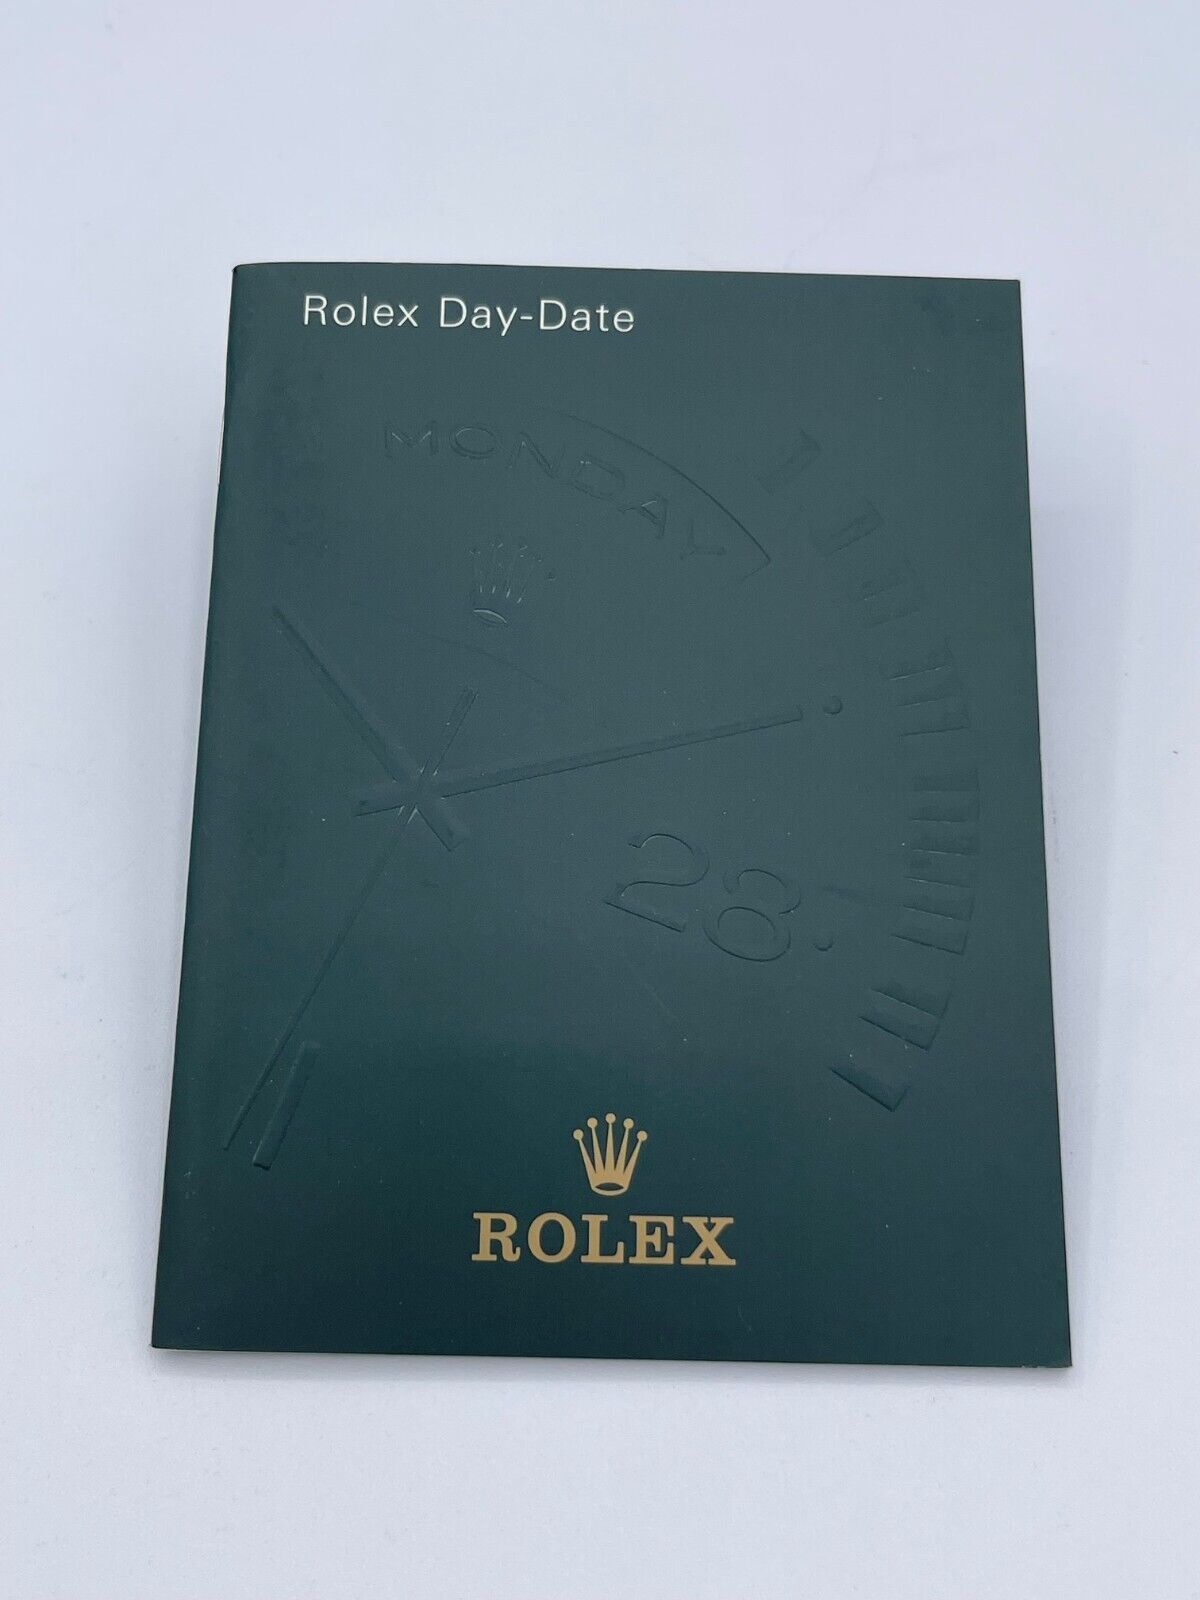 Rolex Day-Date
MONDAY
28
ROLEX